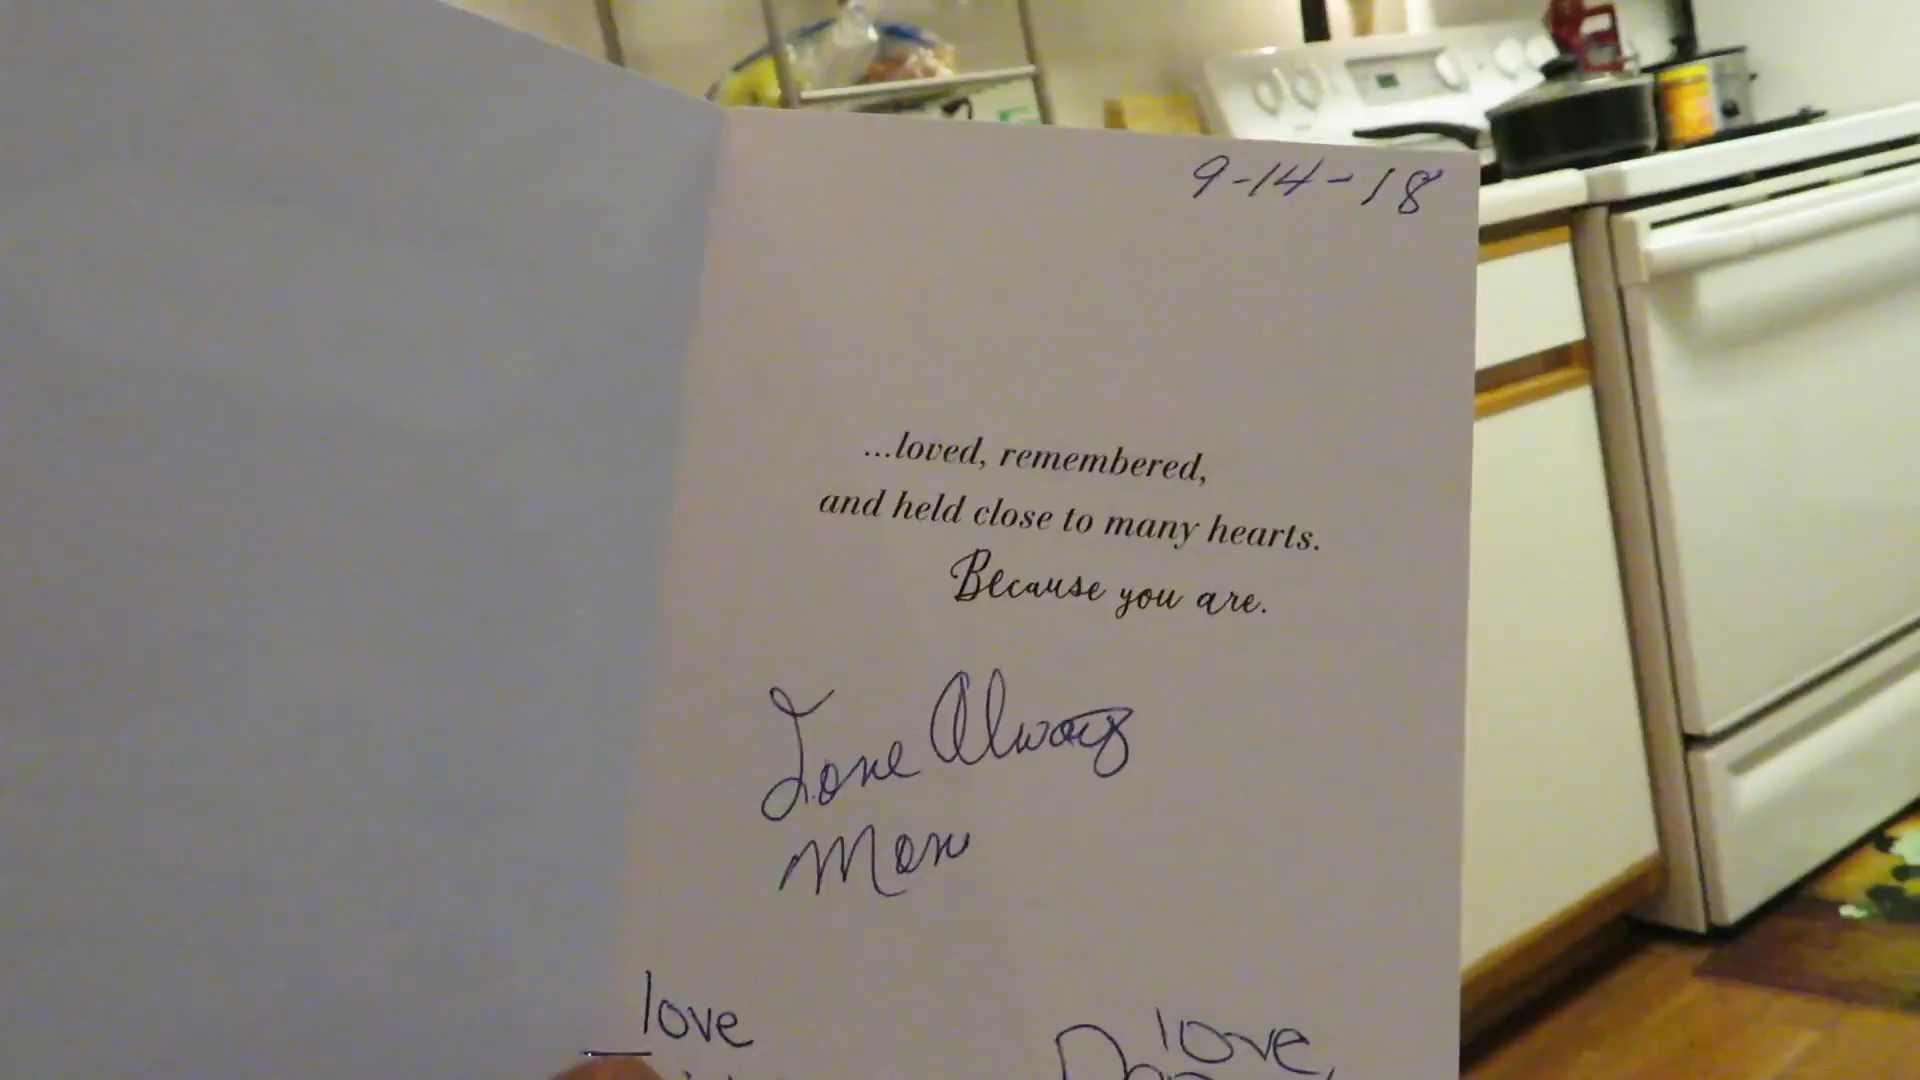 9-14-18
...loved, remembered,
and held close to many hearts.
Because you are.
Love Always
Mom
love
love,